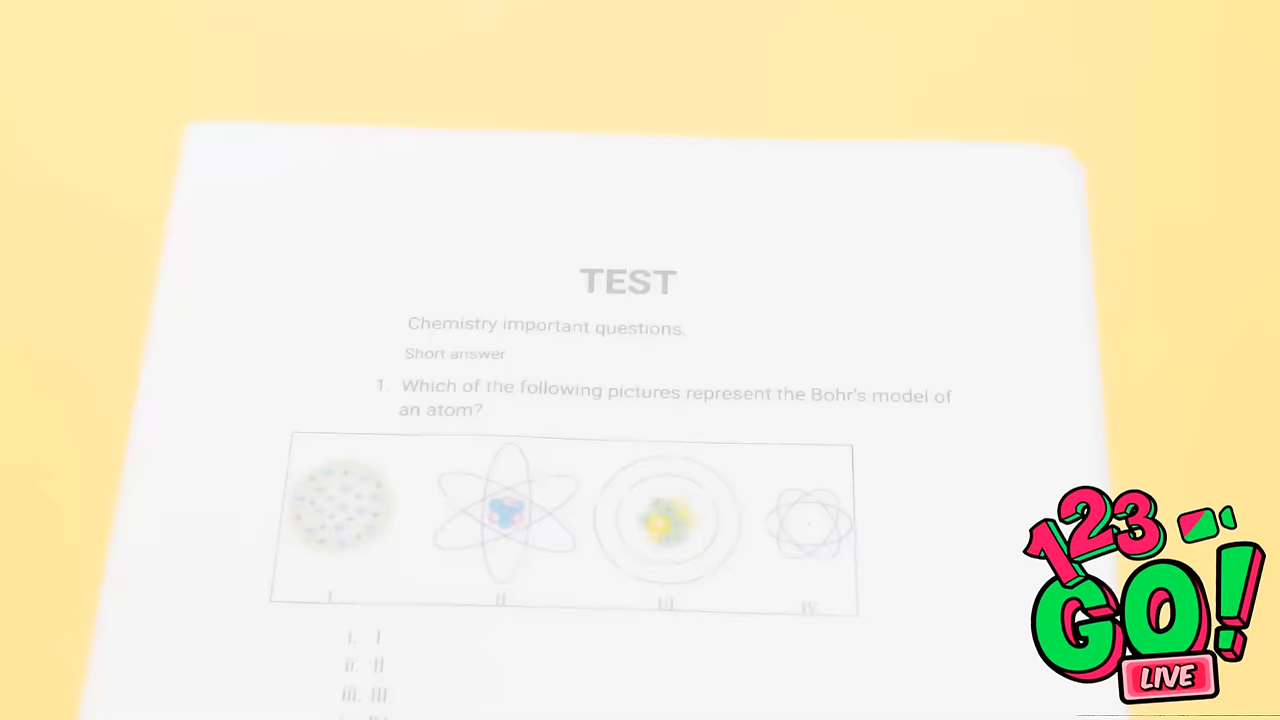 TEST
Chemistry important questions.
Short answer
1. Which of the following pictures represent the Bohr's model of
an atom?
I II III IV
i. I
ii. II
iii. III
123
GO!
LIVE